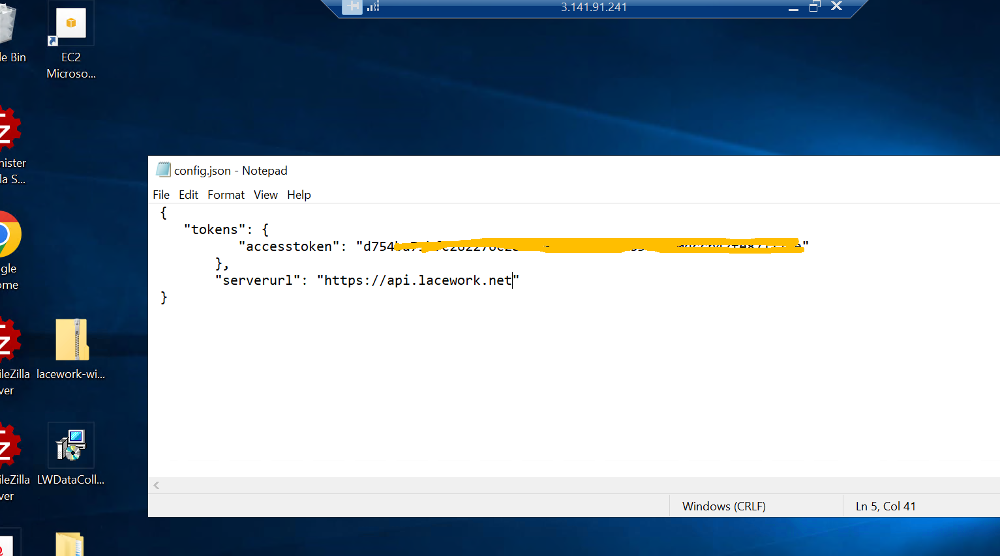 3.141.91.241
le Bin
EC2
Microso...
nister
la S...
gle
ome
ileZilla
ver
lacework-wi...
ileZilla
ver
LWDataColl...
config.json - Notepad
File Edit Format View Help
{
"tokens": {
"accesstoken": "d754
},
"serverurl": "https://api.lacework.net"
}
Windows (CRLF)
Ln 5, Col 41